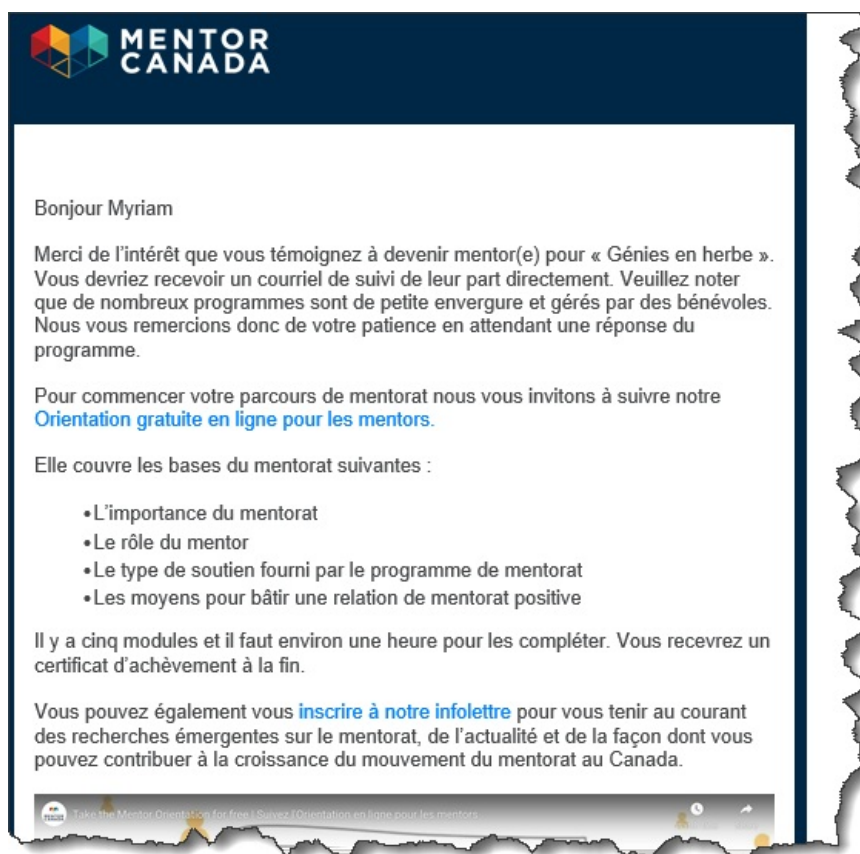 MENTOR
CANADA
Bonjour Myriam
Merci de l’intérêt que vous témoignez à devenir mentor(e) pour « Génies en herbe ».
Vous devriez recevoir un courriel de suivi de leur part directement. Veuillez noter
que de nombreux programmes sont de petite envergure et gérés par des bénévoles.
Nous vous remercions donc de votre patience en attendant une réponse du
programme.
Pour commencer votre parcours de mentorat nous vous invitons à suivre notre
Orientation gratuite en ligne pour les mentors.
Elle couvre les bases du mentorat suivantes :
•L’importance du mentorat
•Le rôle du mentor
•Le type de soutien fourni par le programme de mentorat
•Les moyens pour bâtir une relation de mentorat positive
Il y a cinq modules et il faut environ une heure pour les compléter. Vous recevrez un
certificat d’achèvement à la fin.
Vous pouvez également vous inscrire à notre infolettre pour vous tenir au courant
des recherches émergentes sur le mentorat, de l’actualité et de la façon dont vous
pouvez contribuer à la croissance du mouvement du mentorat au Canada.
Take the Mentor Orientation for free | Suivez l'Orientation en ligne pour les mentors